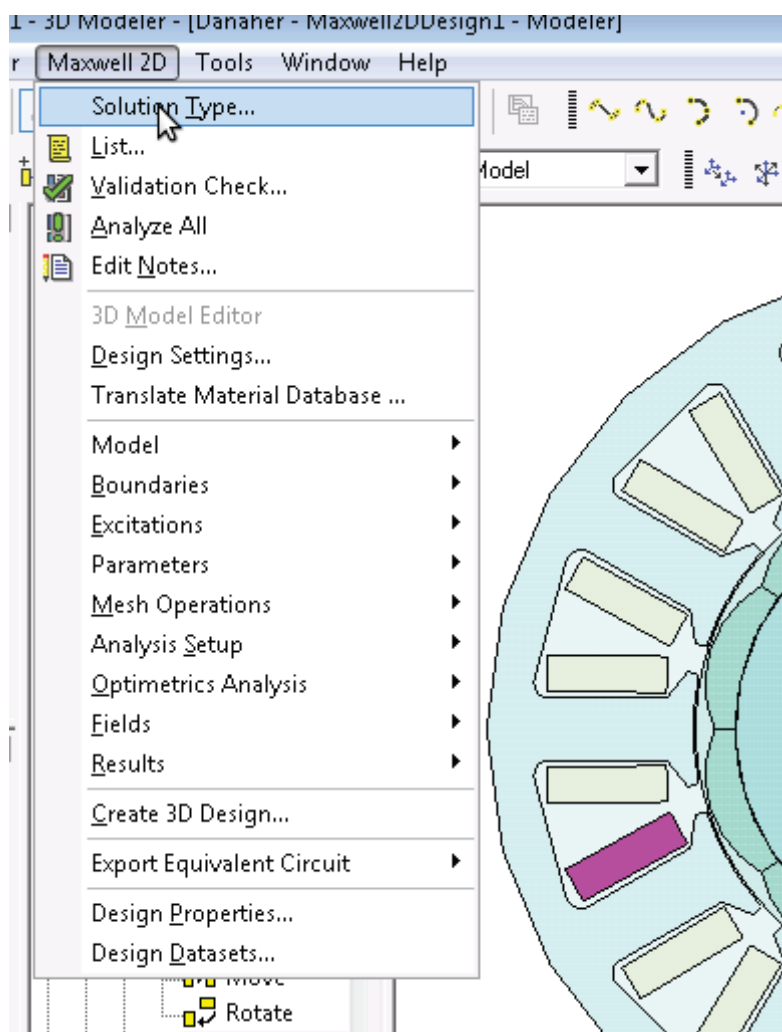 1 - 3D Modeler - [Danaher - Maxwell2DDesign1 - Modeler]
r Maxwell 2D Tools Window Help
Solution Type...
List...
Model
Validation Check...
Analyze All
Edit Notes...
3D Model Editor
Design Settings...
Translate Material Database ...
Model
Boundaries
Excitations
Parameters
Mesh Operations
Analysis Setup
Optimetrics Analysis
Fields
Results
Create 3D Design...
Export Equivalent Circuit
Design Properties...
Design Datasets...
Move
Rotate